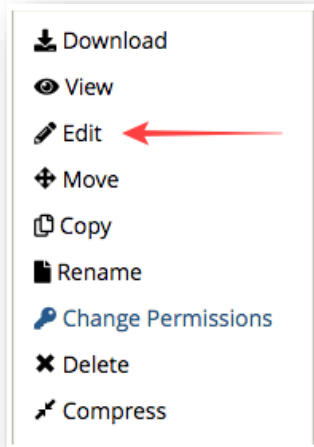 Download
View
Edit
Move
Copy
Rename
Change Permissions
Delete
Compress